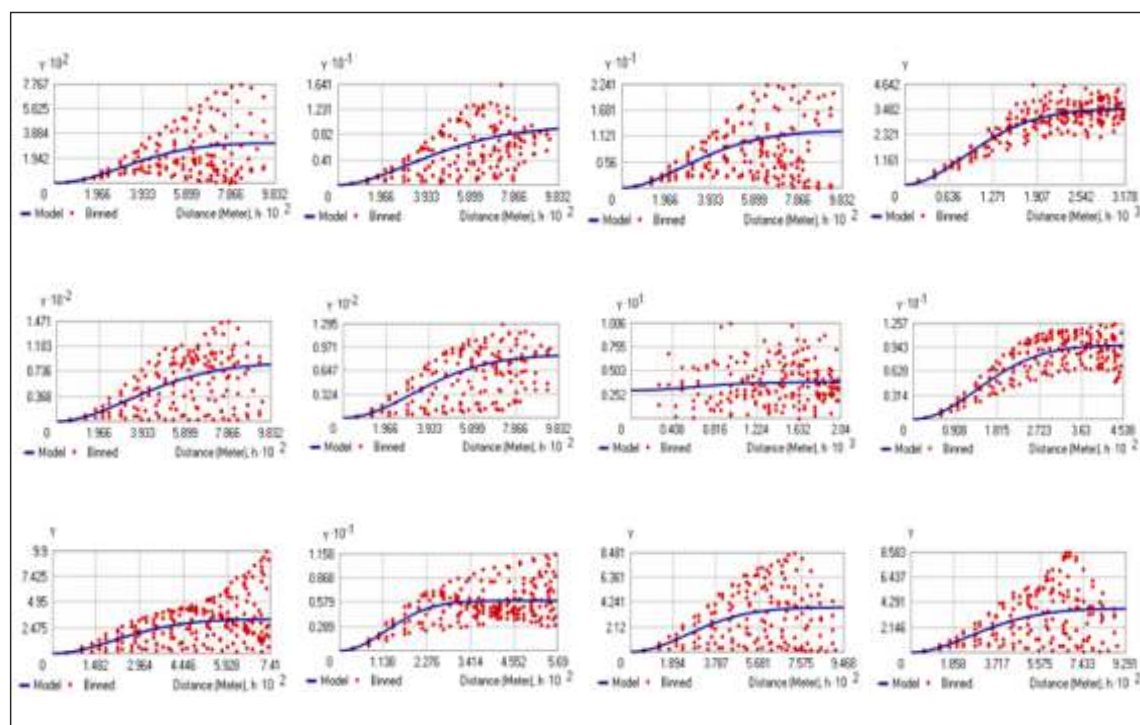 γ 10²
7.767
5.825
3.884
1.942
0 1.966 3.933 5.899 7.866 9.832
Model Binned Distance (Meter), h 10 ²
γ 10⁻¹
1.641
1.231
0.82
0.41
0 1.966 3.933 5.899 7.866 9.832
Model Binned Distance (Meter), h 10 ²
γ 10⁻¹
2.241
1.681
1.121
0.56
0 1.966 3.933 5.899 7.866 9.832
Model Binned Distance (Meter), h 10 ²
γ
4.642
3.482
2.321
1.161
0 0.636 1.271 1.907 2.542 3.178
Model Binned Distance (Meter), h 10 ³
γ 10⁻²
1.471
1.103
0.736
0.368
0 1.966 3.933 5.899 7.866 9.832
Model Binned Distance (Meter), h 10 ²
γ 10⁻²
1.295
0.971
0.647
0.324
0 1.966 3.933 5.899 7.866 9.832
Model Binned Distance (Meter), h 10 ²
γ 10¹
1.006
0.755
0.503
0.252
0 0.408 0.816 1.224 1.632 2.04
Model Binned Distance (Meter), h 10 ³
γ 10⁻¹
1.257
0.943
0.628
0.314
0 0.908 1.815 2.723 3.63 4.538
Model Binned Distance (Meter), h 10 ²
γ
9.9
7.425
4.95
2.475
0 1.482 2.964 4.446 5.928 7.41
Model Binned Distance (Meter), h 10 ²
γ 10⁻¹
1.158
0.868
0.579
0.289
0 1.138 2.276 3.414 4.552 5.69
Model Binned Distance (Meter), h 10 ²
γ
8.481
6.361
4.241
2.12
0 1.894 3.787 5.681 7.575 9.468
Model Binned Distance (Meter), h 10 ²
γ
8.583
6.437
4.291
2.146
0 1.858 3.717 5.575 7.433 9.291
Model Binned Distance (Meter), h 10 ²